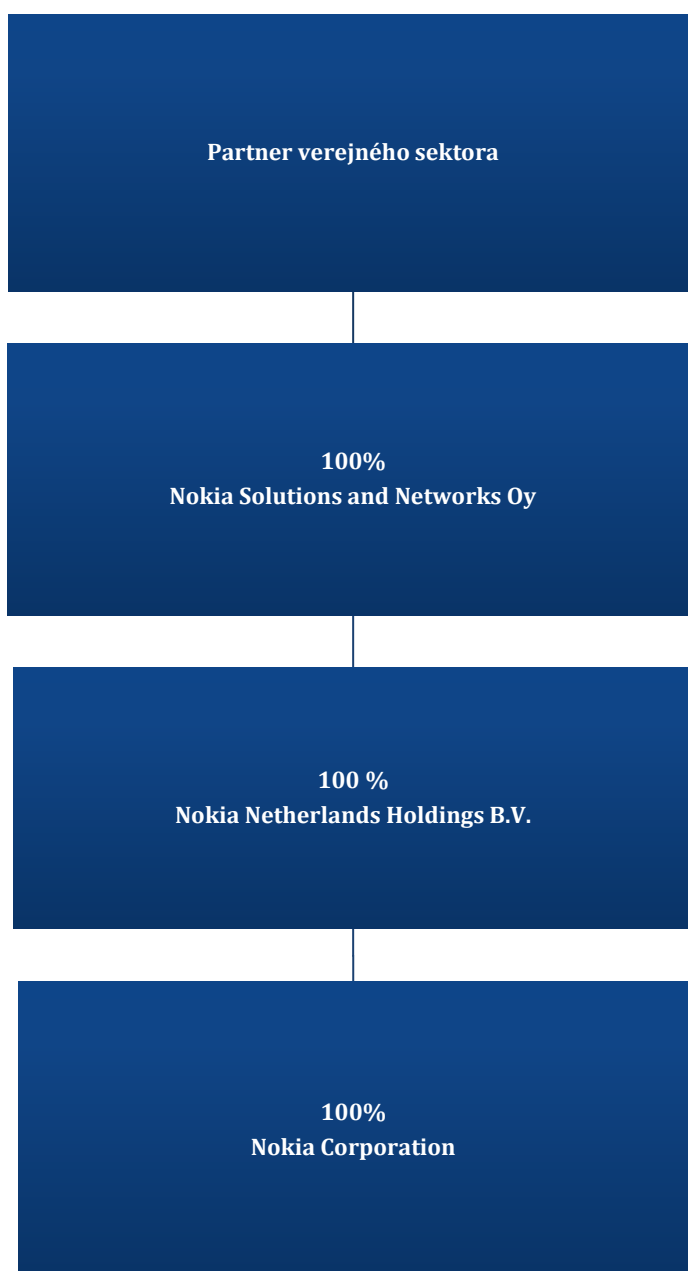 Partner verejného sektora
100%
Nokia Solutions and Networks Oy
100 %
Nokia Netherlands Holdings B.V.
100%
Nokia Corporation